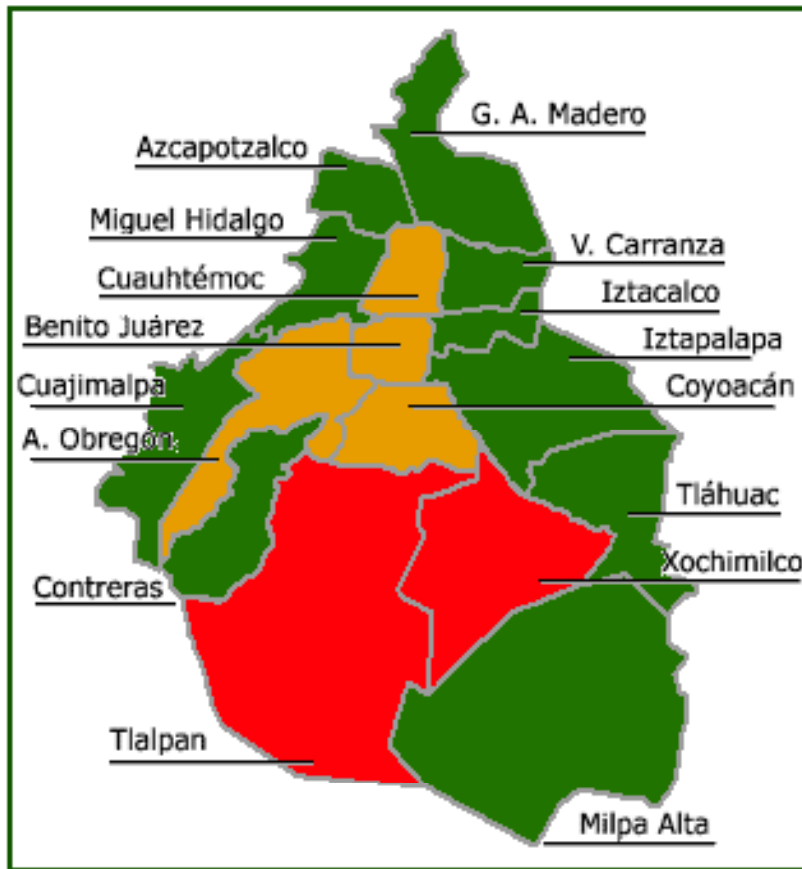 G. A. Madero
Azcapotzalco
Miguel Hidalgo
V. Carranza
Cuauhtémoc
Iztacalco
Benito Juárez
Iztapalapa
Cuajimalpa
Coyoacán
A. Obregón
Tláhuac
Xochimilco
Contreras
Tlalpan
Milpa Alta